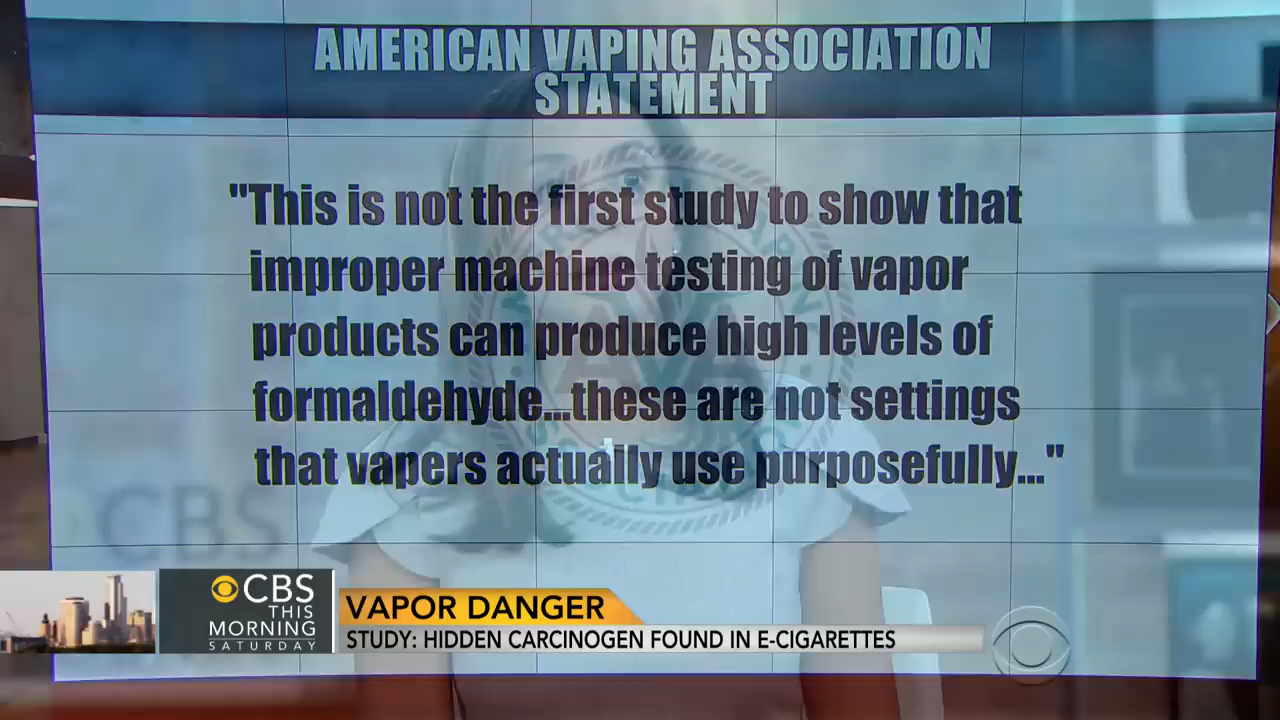 AMERICAN VAPING ASSOCIATION
STATEMENT
"This is not the first study to show that
improper machine testing of vapor
products can produce high levels of
formaldehyde...these are not settings
that vapers actually use purposefully..."
CBS
CBS
THIS
MORNING
SATURDAY
VAPOR DANGER
STUDY: HIDDEN CARCINOGEN FOUND IN E-CIGARETTES